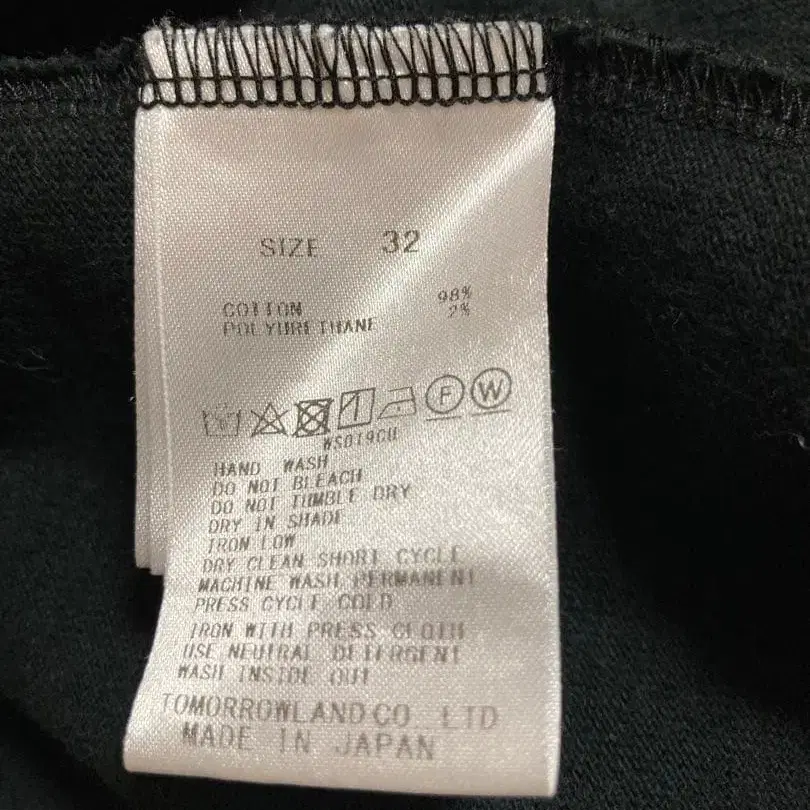 SIZE 32
COTTON 98%
POLYURETHANE 2%
F W
WS019CU
HAND WASH
DO NOT BLEACH
DO NOT TUMBLE DRY
DRY IN SHADE
IRON LOW
DRY CLEAN SHORT CYCLE
MACHINE WASH PERMANENT
PRESS CYCLE COLD
IRON WITH PRESS CLOTH
USE NEUTRAL DETERGENT
WASH INSIDE OUT
TOMORROWLAND CO LTD
MADE IN JAPAN